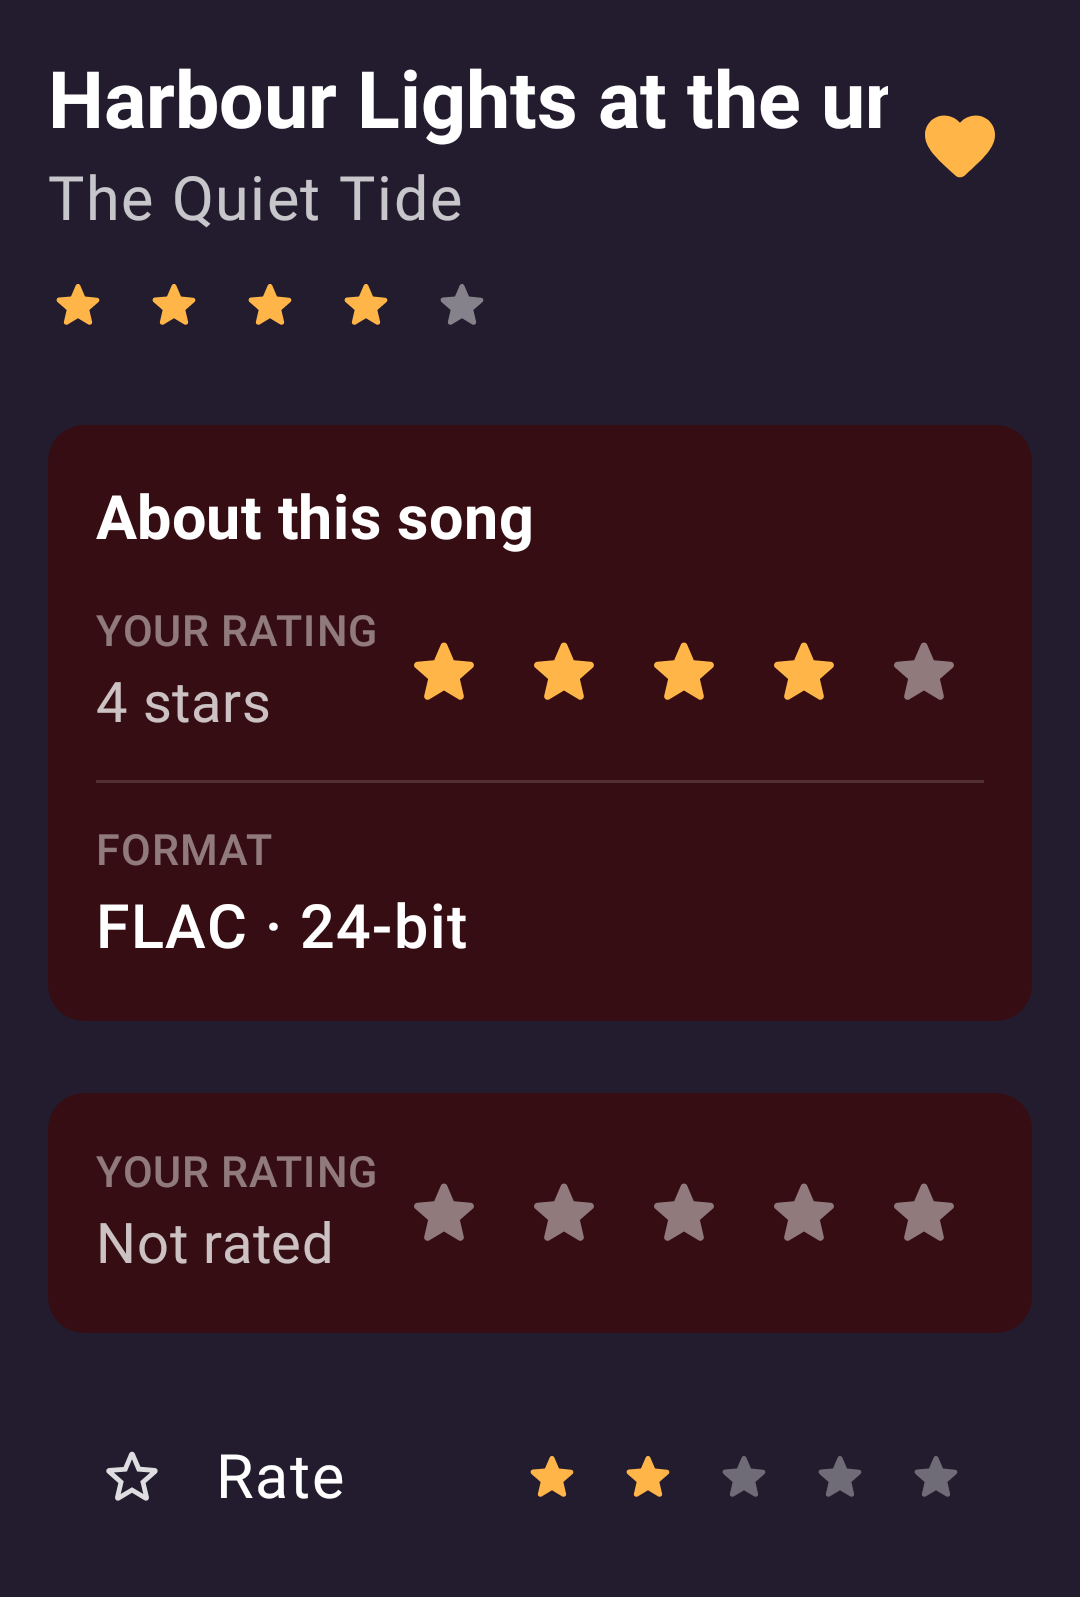 Harbour Lights at the
The Quiet Tide
About this song
YOUR RATING
4 stars
FORMAT
FLAC · 24-bit
YOUR RATING
Not rated
Rate